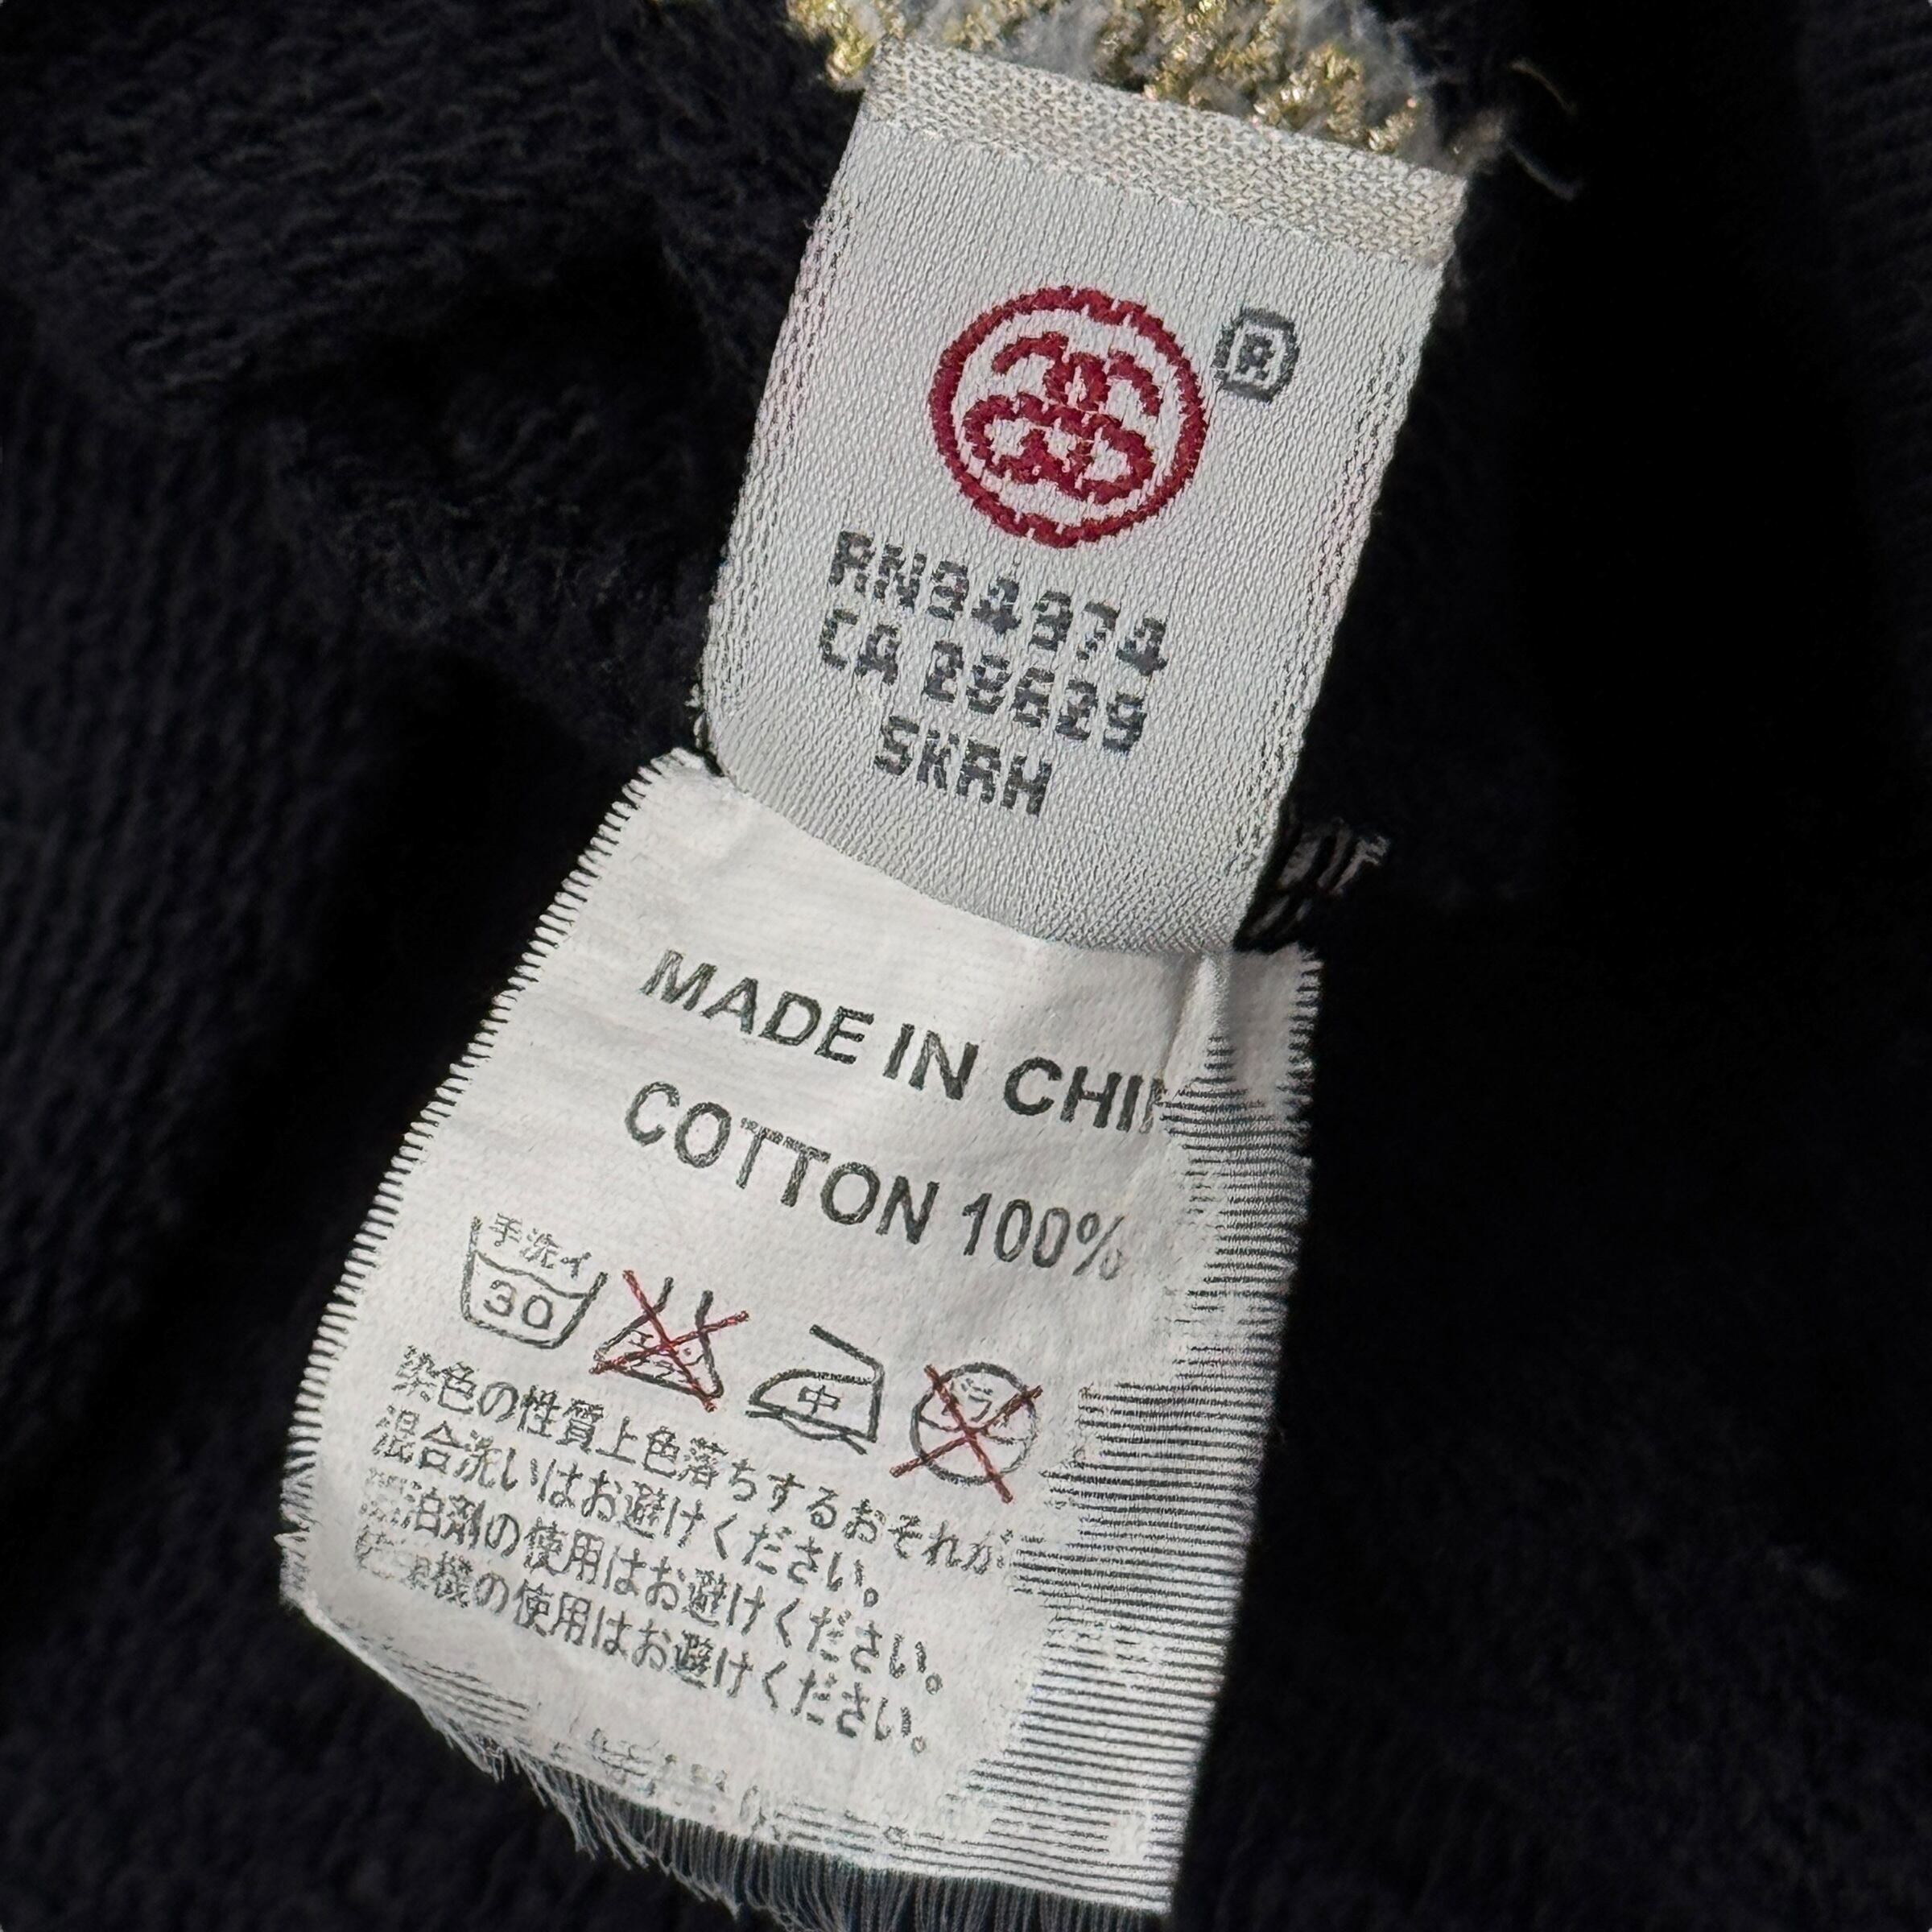 ®
RN94974
CA 28629
SKRH
MADE IN CHI
COTTON 100%
手洗イ
30
中
染色の性質上色落ちするおそれが
混合洗いはお避けください。
の使用はお避けください。
機の使用はお避けください。